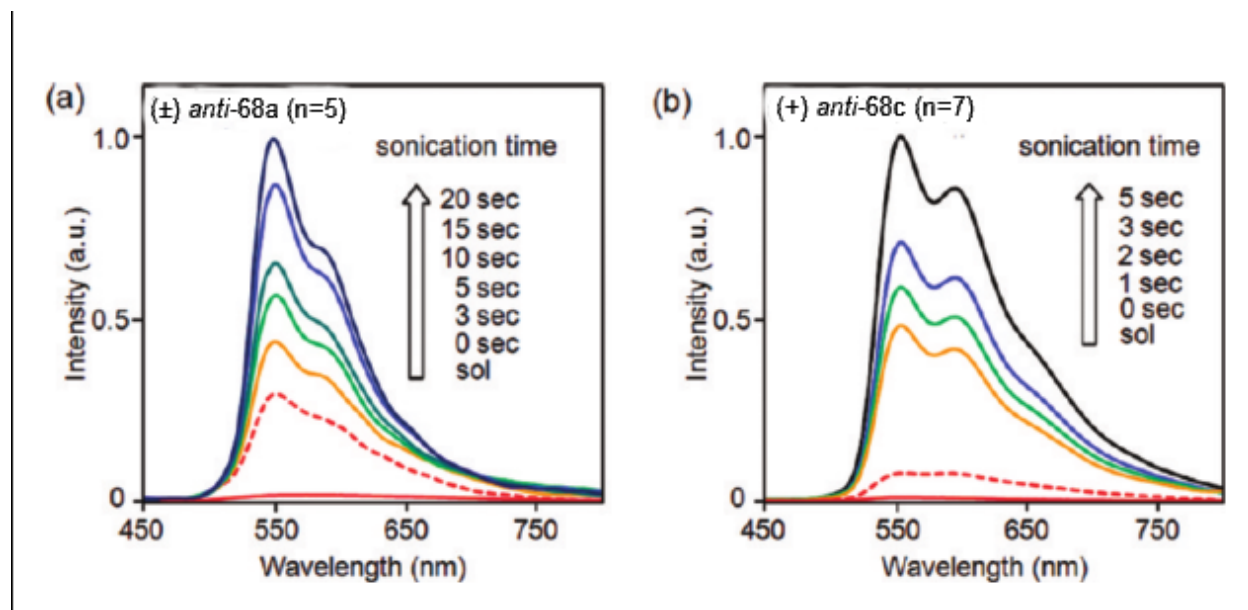 (a)
(±) anti-68a (n=5)
sonication time
20 sec
15 sec
10 sec
5 sec
3 sec
0 sec
sol
1.0
0.5
0
Intensity (a.u.)
450 550 650 750
Wavelength (nm)
(b)
(+) anti-68c (n=7)
sonication time
5 sec
3 sec
2 sec
1 sec
0 sec
sol
1.0
0.5
0
Intensity (a.u.)
450 550 650 750
Wavelength (nm)